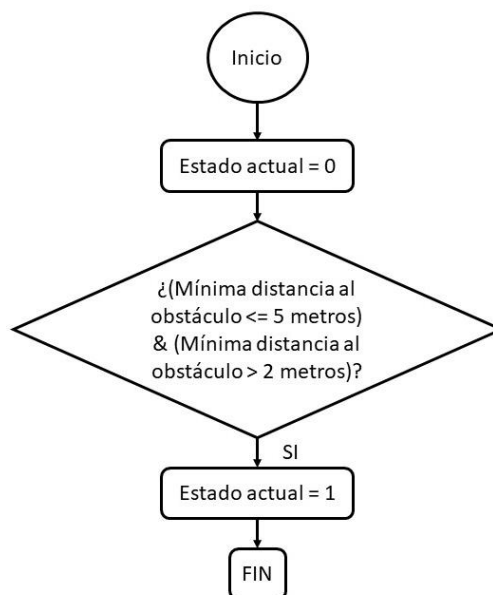 Inicio
Estado actual = 0
¿(Mínima distancia al
obstáculo <= 5 metros)
& (Mínima distancia al
obstáculo > 2 metros)?
SI
Estado actual = 1
FIN